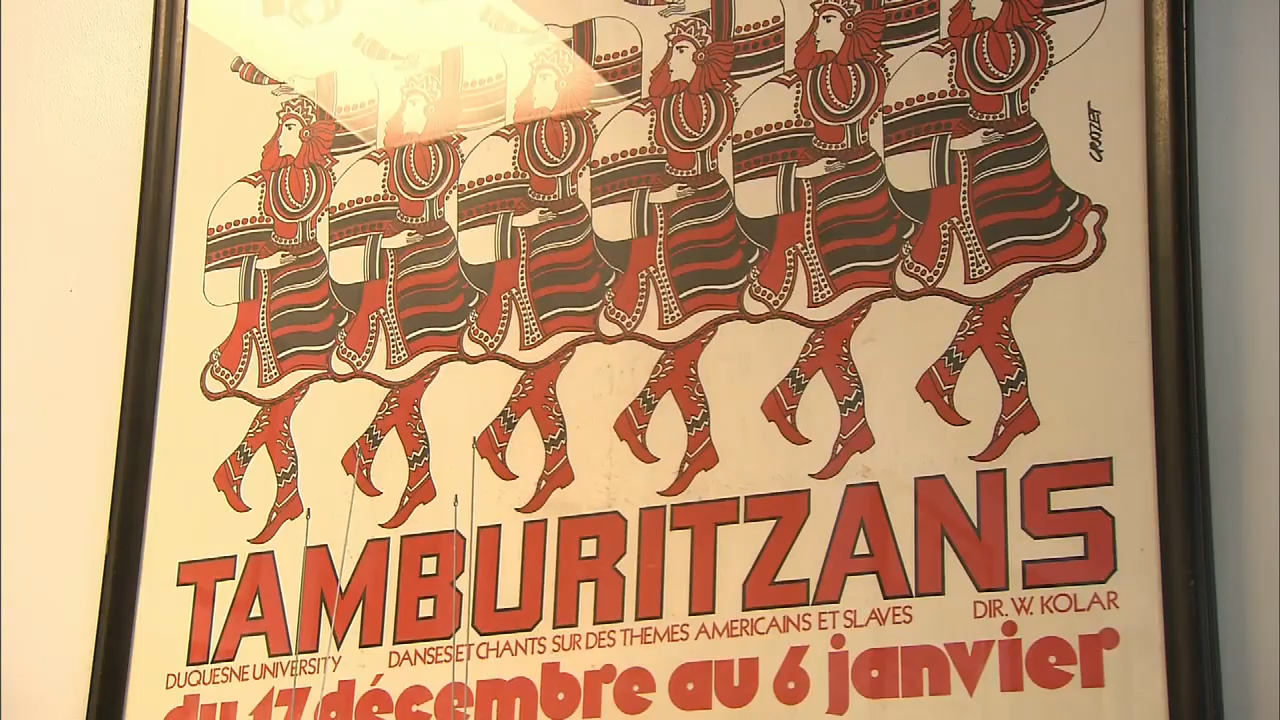 CROZET
TAMBURITZANS
DUQUESNE UNIVERSITY DANSES ET CHANTS SUR DES THEMES AMERICAINS ET SLAVES DIR. W. KOLAR
du 17 décembre au 6 janvier